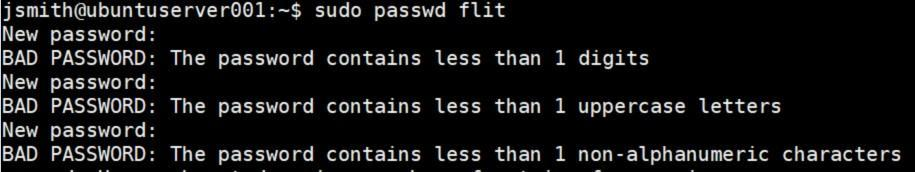 jsmith@ubuntuserver001:~$ sudo passwd flit
New password:
BAD PASSWORD: The password contains less than 1 digits
New password:
BAD PASSWORD: The password contains less than 1 uppercase letters
New password:
BAD PASSWORD: The password contains less than 1 non-alphanumeric characters